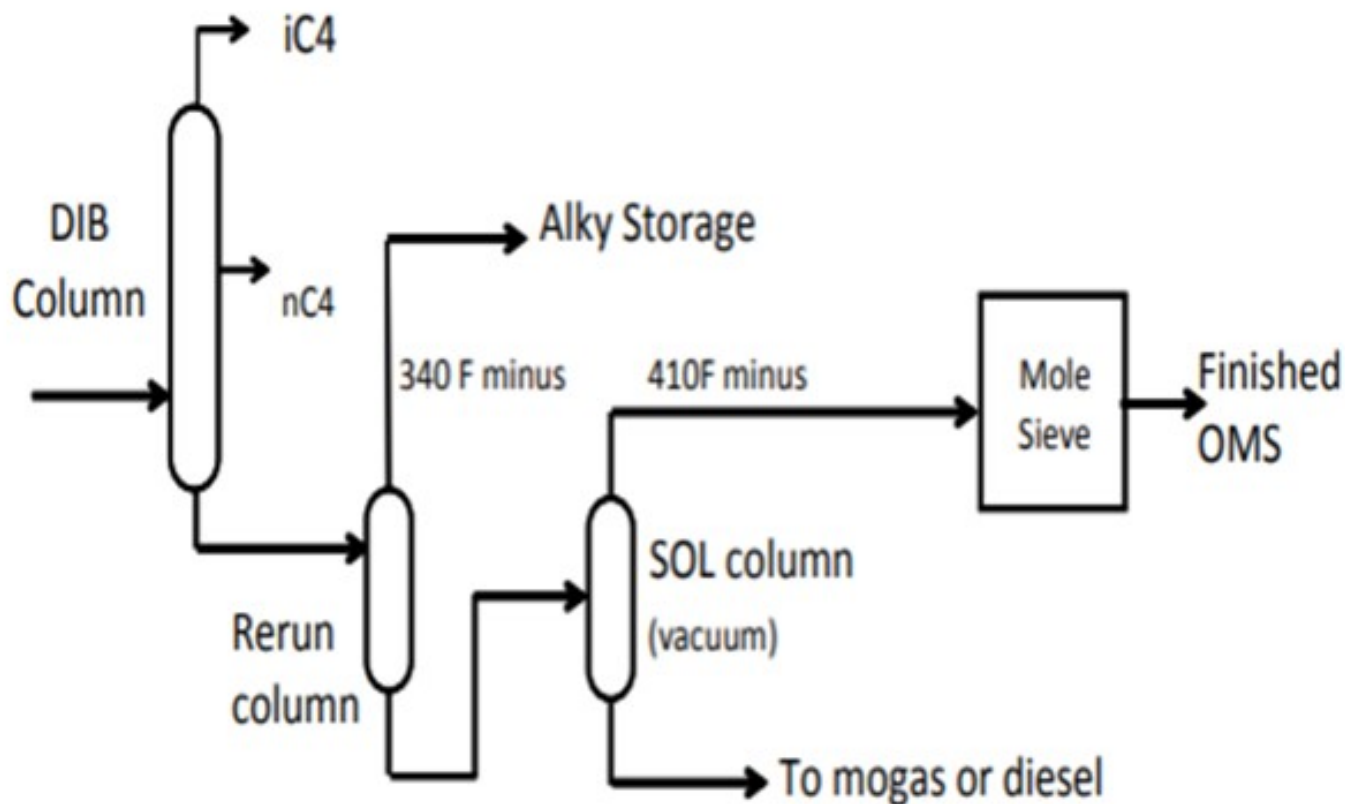 iC4
DIB
Column
nC4
Alky Storage
340 F minus
410F minus
Mole
Sieve
Finished
OMS
SOL column
(vacuum)
Rerun
column
To mogas or diesel